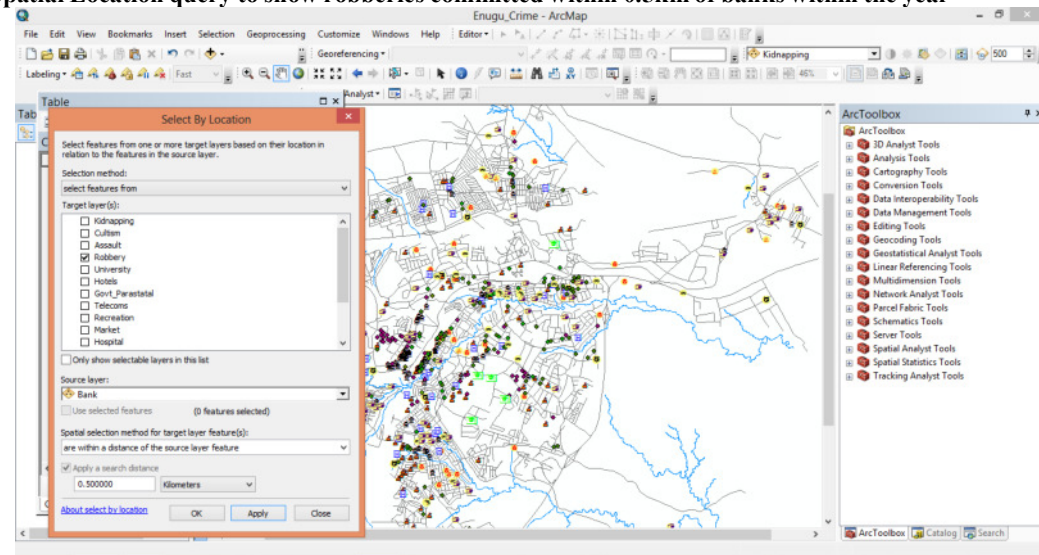 Spatial Location query to show robberies committed within 0.5km of banks within the year
Enugu_Crime - ArcMap
File Edit View Bookmarks Insert Selection Geoprocessing Customize Windows Help Editor
Georeferencing Kidnapping 500
Labeling Fast 46%
Analyst
Table
Tab
Select By Location
Select features from one or more target layers based on their location in
relation to the features in the source layer.
Selection method:
select features from
Target layer(s):
Kidnapping
Cultism
Assault
Robbery
University
Hotels
Govt_Parastatal
Telecoms
Recreation
Market
Hospital
Only show selectable layers in this list
Source layer:
Bank
Use selected features (0 features selected)
Spatial selection method for target layer feature(s):
are within a distance of the source layer feature
Apply a search distance
0.500000 Kilometers
About select by location OK Apply Close
ArcToolbox
ArcToolbox
3D Analyst Tools
Analysis Tools
Cartography Tools
Conversion Tools
Data Interoperability Tools
Data Management Tools
Editing Tools
Geocoding Tools
Geostatistical Analyst Tools
Linear Referencing Tools
Multidimension Tools
Network Analyst Tools
Parcel Fabric Tools
Schematics Tools
Server Tools
Spatial Analyst Tools
Spatial Statistics Tools
Tracking Analyst Tools
ArcToolbox Catalog Search